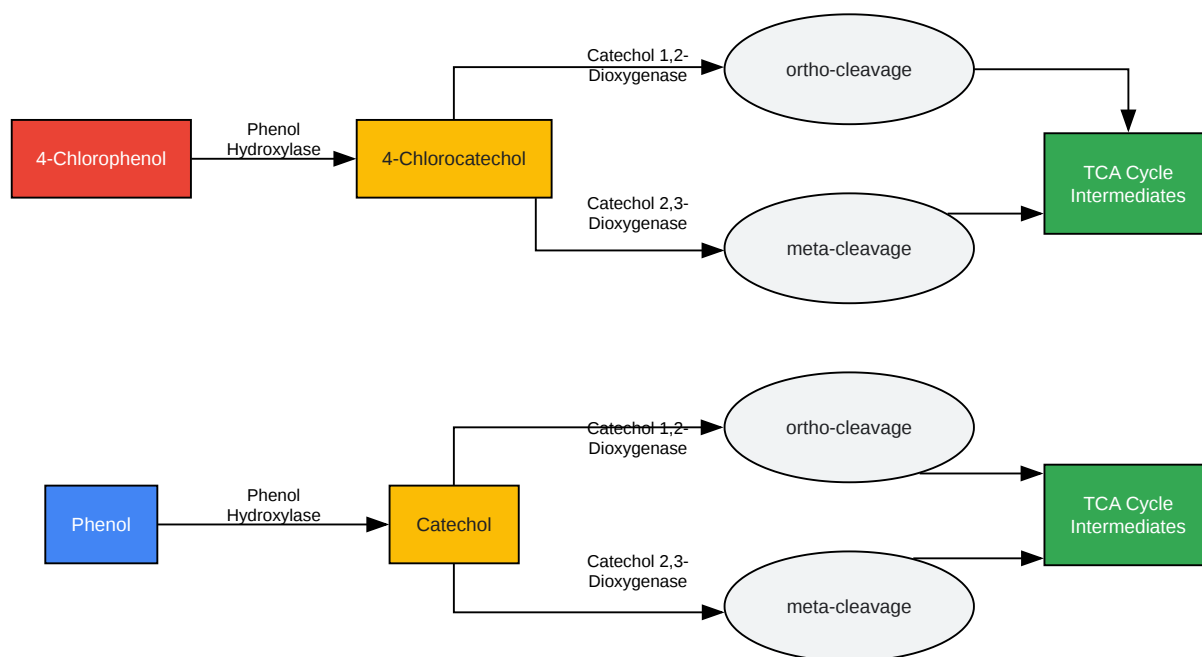 Catechol 1,2-
Dioxygenase
ortho-cleavage
4-Chlorophenol
Phenol
Hydroxylase
4-Chlorocatechol
TCA Cycle
Intermediates
Catechol 2,3-
Dioxygenase
meta-cleavage
Catechol 1,2-
Dioxygenase
ortho-cleavage
Phenol
Phenol
Hydroxylase
Catechol
TCA Cycle
Intermediates
Catechol 2,3-
Dioxygenase
meta-cleavage